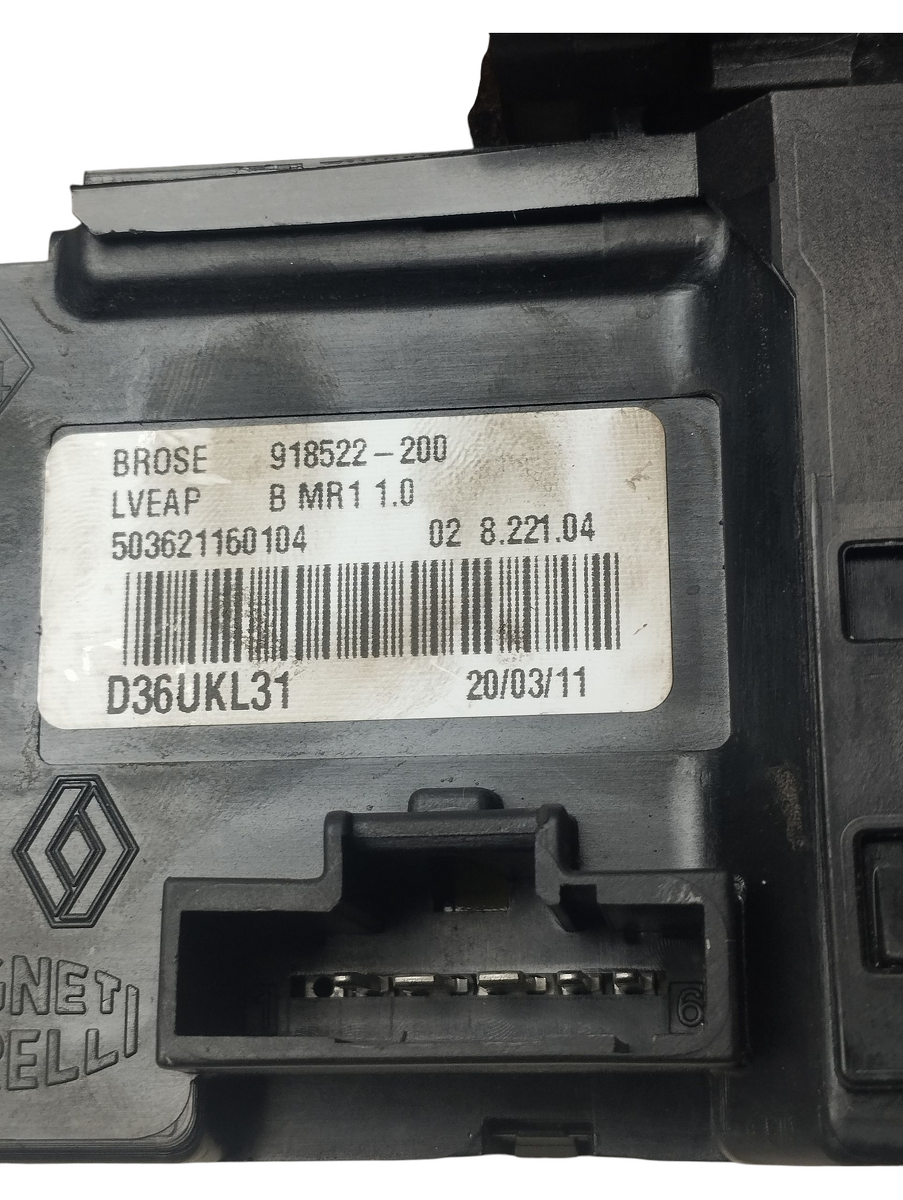 BROSE 918522-200
LVEAP B MR1 1.0
503621160104 02 8.221.04
D36UKL31 20/03/11
6